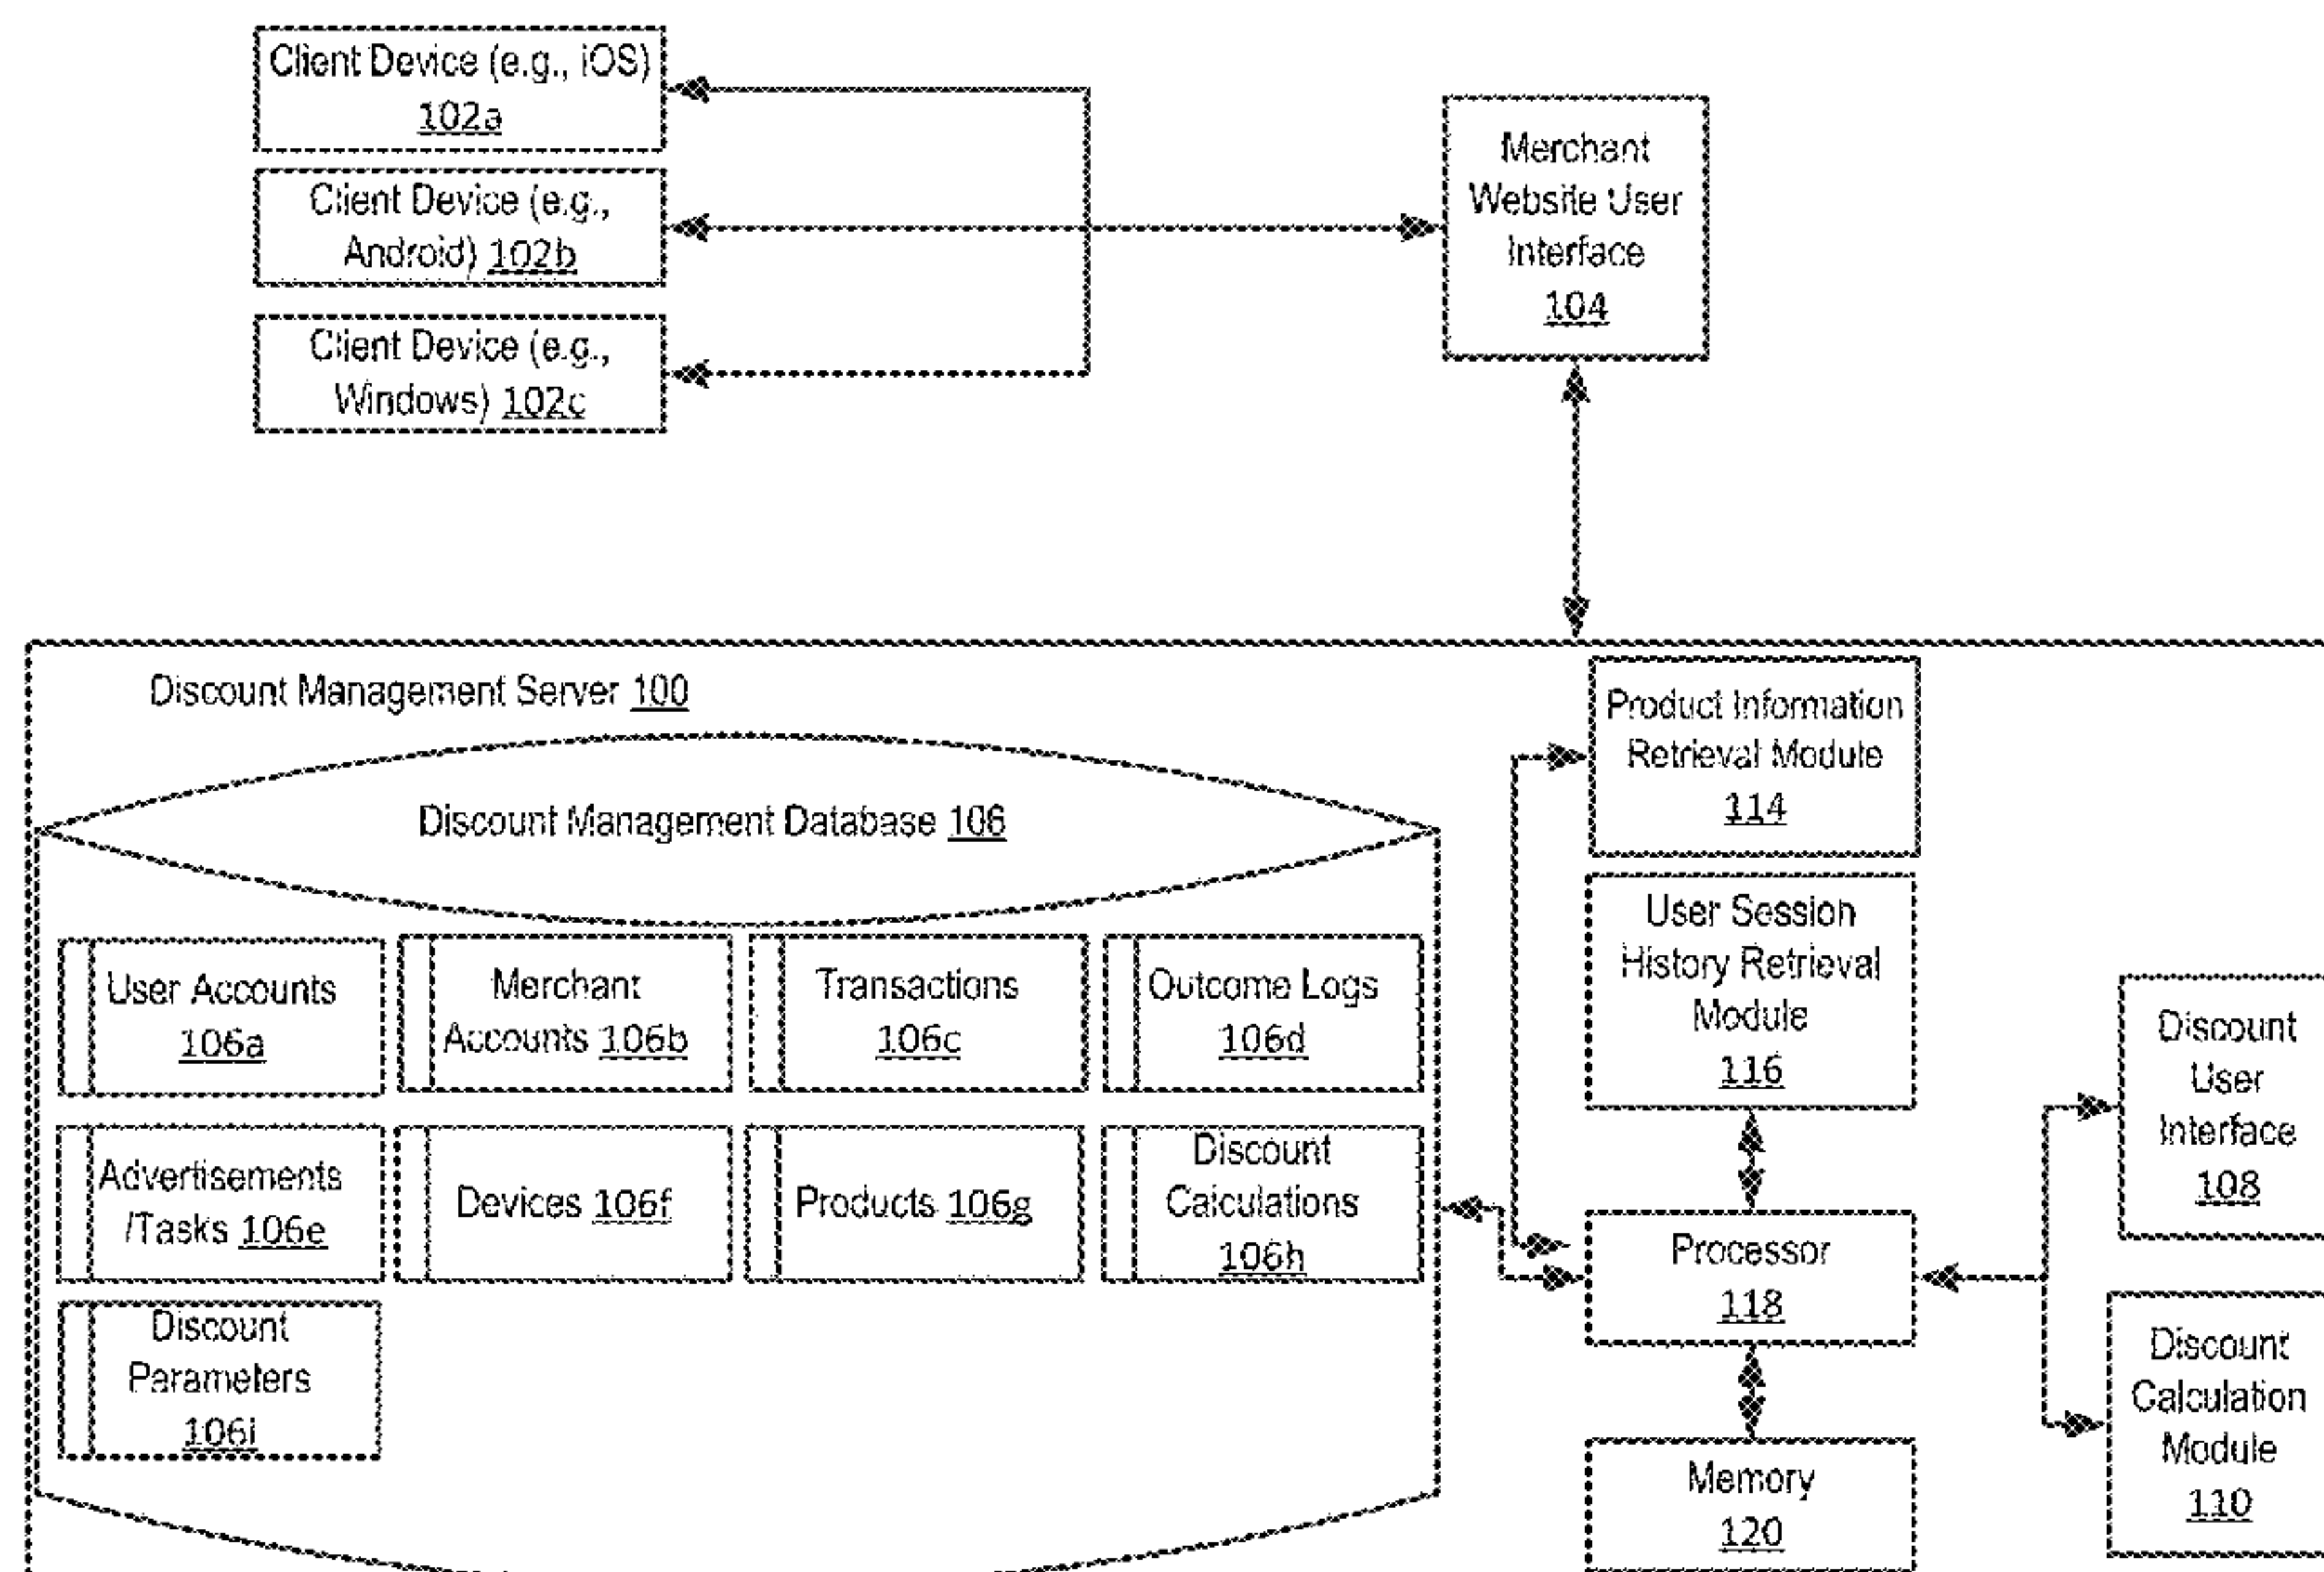 Client Device (e.g., iOS)
102a
Client Device (e.g.,
Android) 102b
Client Device (e.g.,
Windows) 102c
Merchant
Website User
Interface
104
Discount Management Server 100
Discount Management Database 106
User Accounts
106a
Merchant
Accounts 106b
Transactions
106c
Outcome Logs
106d
Advertisements
/Tasks 106e
Devices 106f
Products 106g
Discount
Calculations
106h
Discount
Parameters
106i
Product Information
Retrieval Module
114
User Session
History Retrieval
Module
116
Processor
118
Memory
120
Discount
User
Interface
108
Discount
Calculation
Module
110